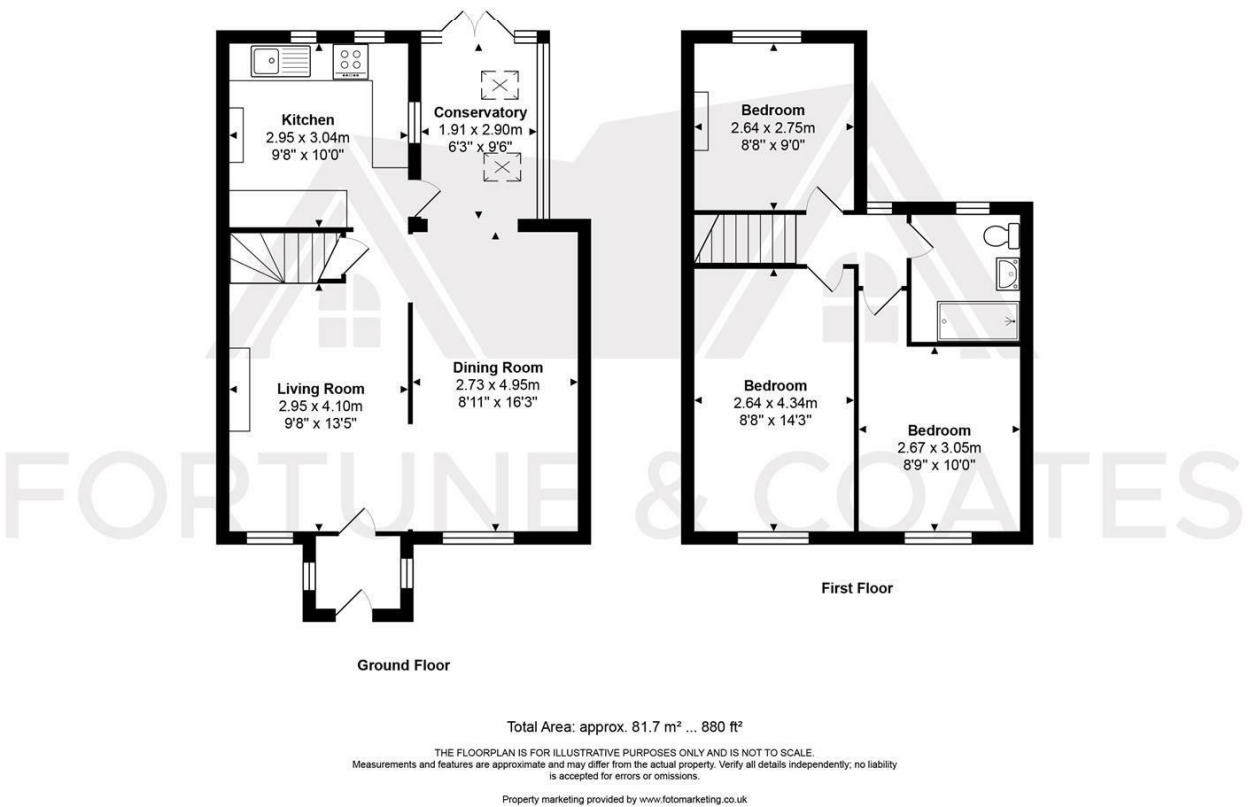 Kitchen
2.95 x 3.04m
9'8" x 10'0"
Conservatory
1.91 x 2.90m
6'3" x 9'6"
Living Room
2.95 x 4.10m
9'8" x 13'5"
Dining Room
2.73 x 4.95m
8'11" x 16'3"
Ground Floor
Bedroom
2.64 x 2.75m
8'8" x 9'0"
Bedroom
2.64 x 4.34m
8'8" x 14'3"
Bedroom
2.67 x 3.05m
8'9" x 10'0"
First Floor
FORTUNE & COATES
Total Area: approx. 81.7 m² ... 880 ft²
THE FLOORPLAN IS FOR ILLUSTRATIVE PURPOSES ONLY AND IS NOT TO SCALE.
Measurements and features are approximate and may differ from the actual property. Verify all details independently; no liability
is accepted for errors or omissions.
Property marketing provided by www.fotomarketing.co.uk